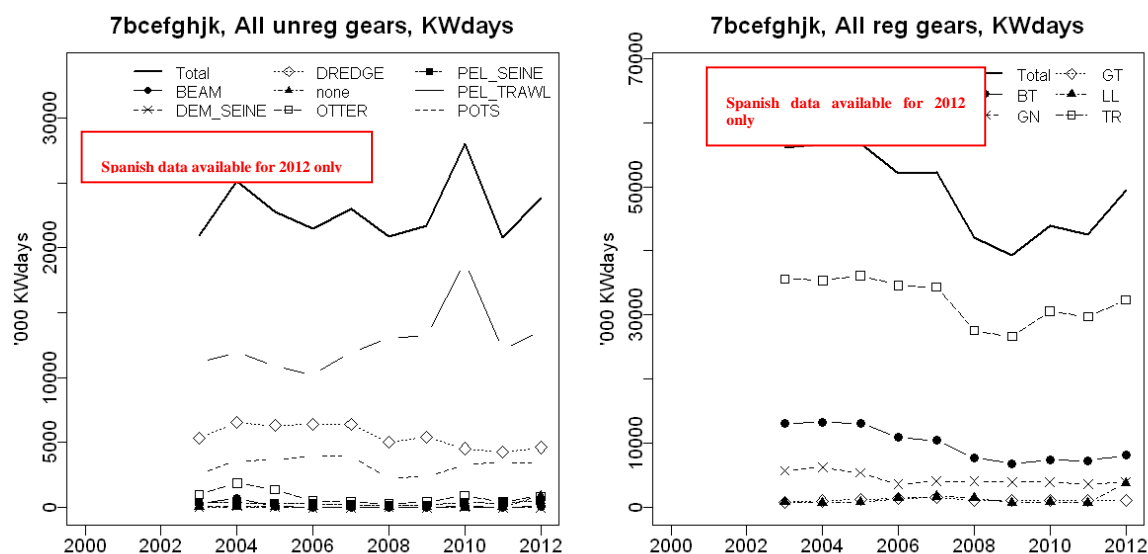 7bcefghjk, All unreg gears, KWdays
Total
BEAM
DEM_SEINE
DREDGE
none
OTTER
PEL_SEINE
PEL_TRAWL
POTS
Spanish data available for 2012 only
'000 KWdays
30000
20000
10000
5000
0
2000 2002 2004 2006 2008 2010 2012
7bcefghjk, All reg gears, KWdays
Total
BT
GN
GT
LL
TR
Spanish data available for 2012
only
'000 KWdays
70000
50000
30000
10000
0
2000 2002 2004 2006 2008 2010 2012